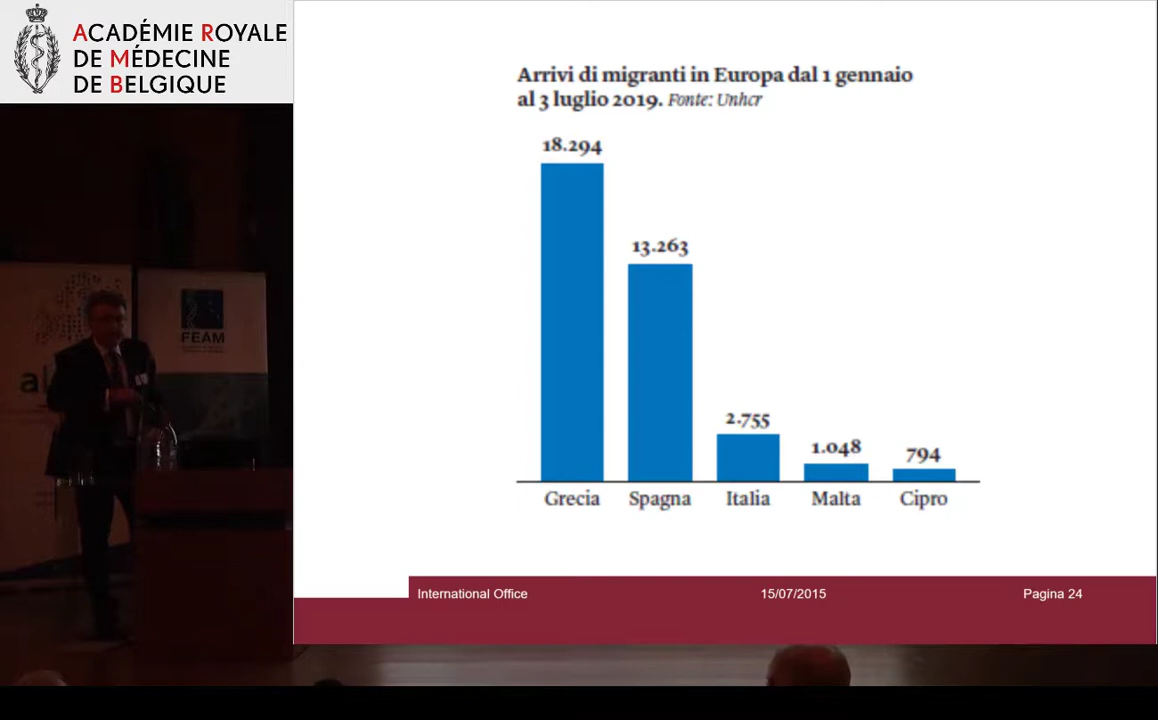 ACADÉMIE ROYALE
DE MÉDECINE
DE BELGIQUE
Arrivi di migranti in Europa dal 1 gennaio
al 3 luglio 2019. Fonte: Unhcr
18.294
13.263
2.755
1.048
794
Grecia Spagna Italia Malta Cipro
FEAM
International Office 15/07/2015 Pagina 24